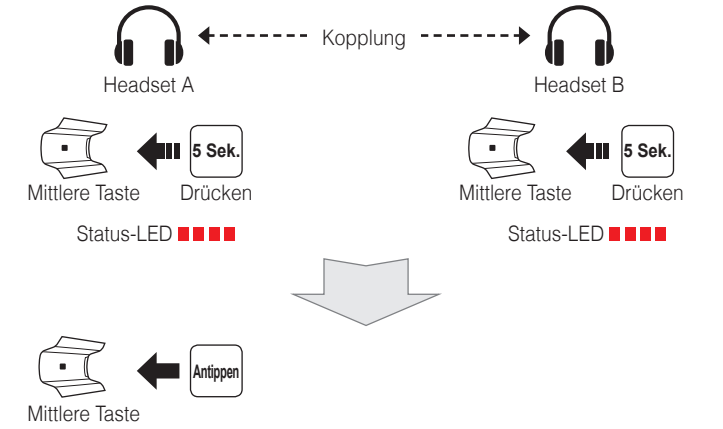 Kopplung
Headset A Headset B
5 Sek. 5 Sek.
Mittlere Taste Drücken Mittlere Taste Drücken
Status-LED Status-LED
Antippen
Mittlere Taste